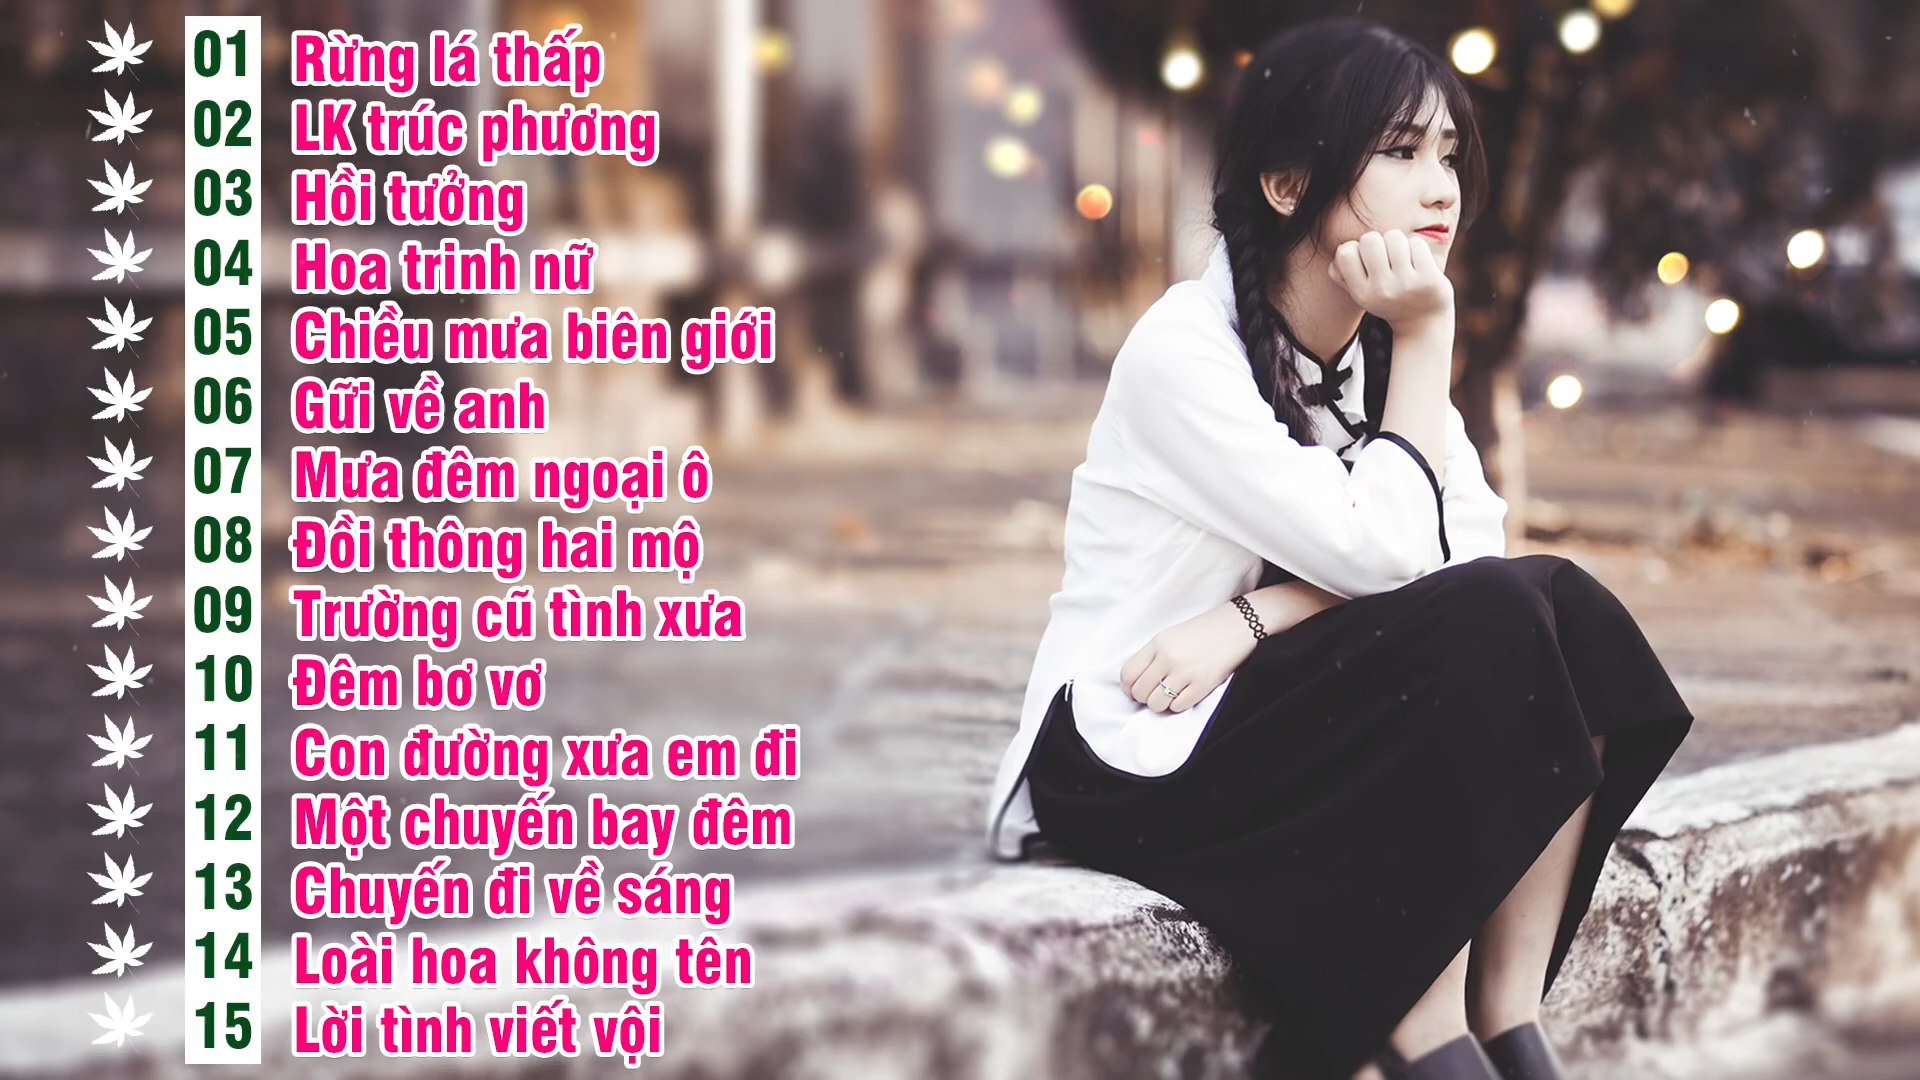 01 Rừng lá thấp
02 LK trúc phương
03 Hồi tưởng
04 Hoa trinh nữ
05 Chiều mưa biên giới
06 Gữi về anh
07 Mưa đêm ngoại ô
08 Đồi thông hai mộ
09 Trường cũ tình xưa
10 Đêm bơ vơ
11 Con đường xưa em đi
12 Một chuyến bay đêm
13 Chuyến đi về sáng
14 Loài hoa không tên
15 Lời tình viết vội